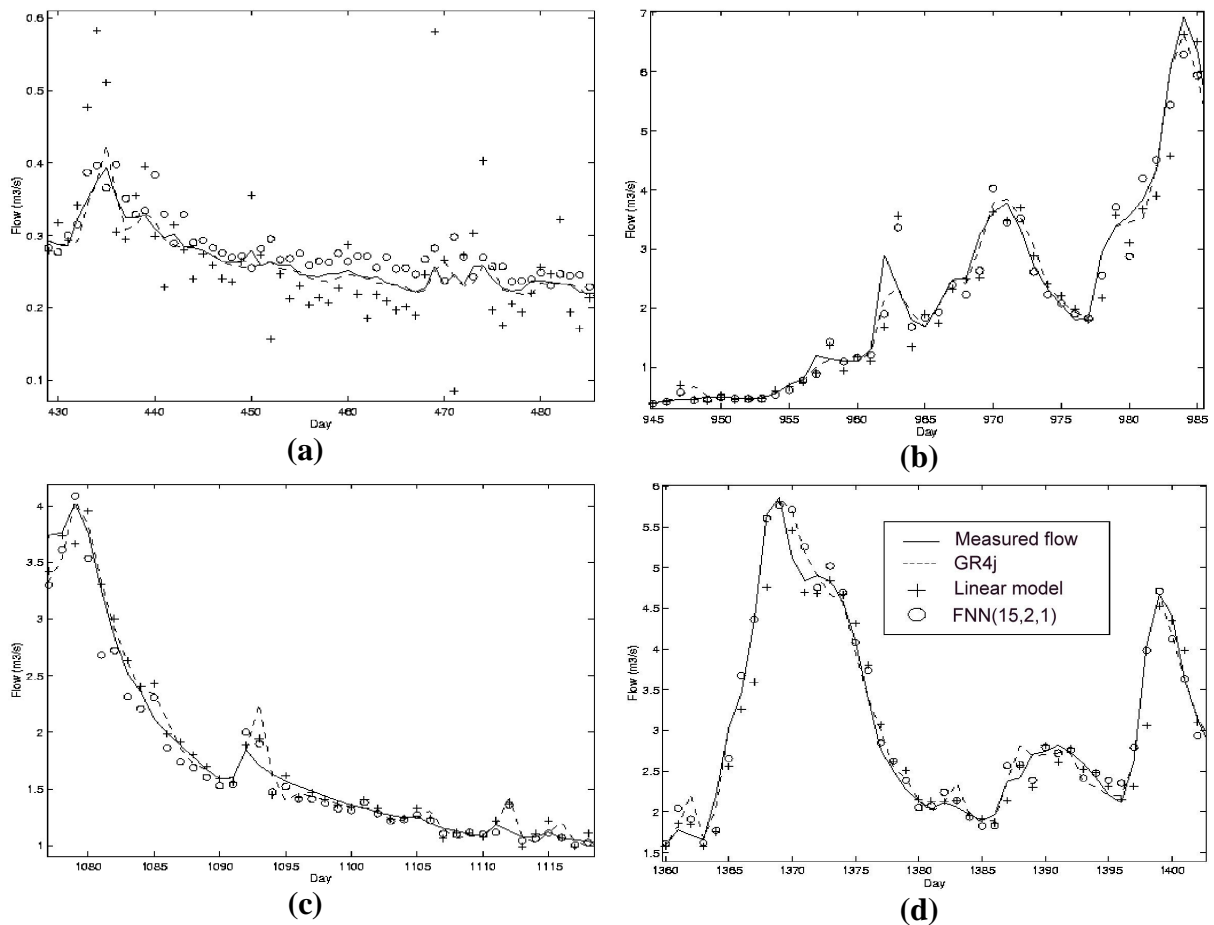 0.6
0.5
0.4
0.3
0.2
0.1
Flow (m3/s)
430 440 450 460 470 480
Day
(a)
7
6
5
4
3
2
1
Flow (m3/s)
945 950 955 960 965 970 975 980 985
Day
(b)
4
3.5
3
2.5
2
1.5
1
Flow (m3/s)
1080 1085 1090 1095 1100 1105 1110 1115
Day
(c)
6
5.5
5
4.5
4
3.5
3
2.5
2
1.5
Flow (m3/s)
Measured flow
GR4j
Linear model
FNN(15,2,1)
1360 1365 1370 1375 1380 1385 1390 1395 1400
Day
(d)